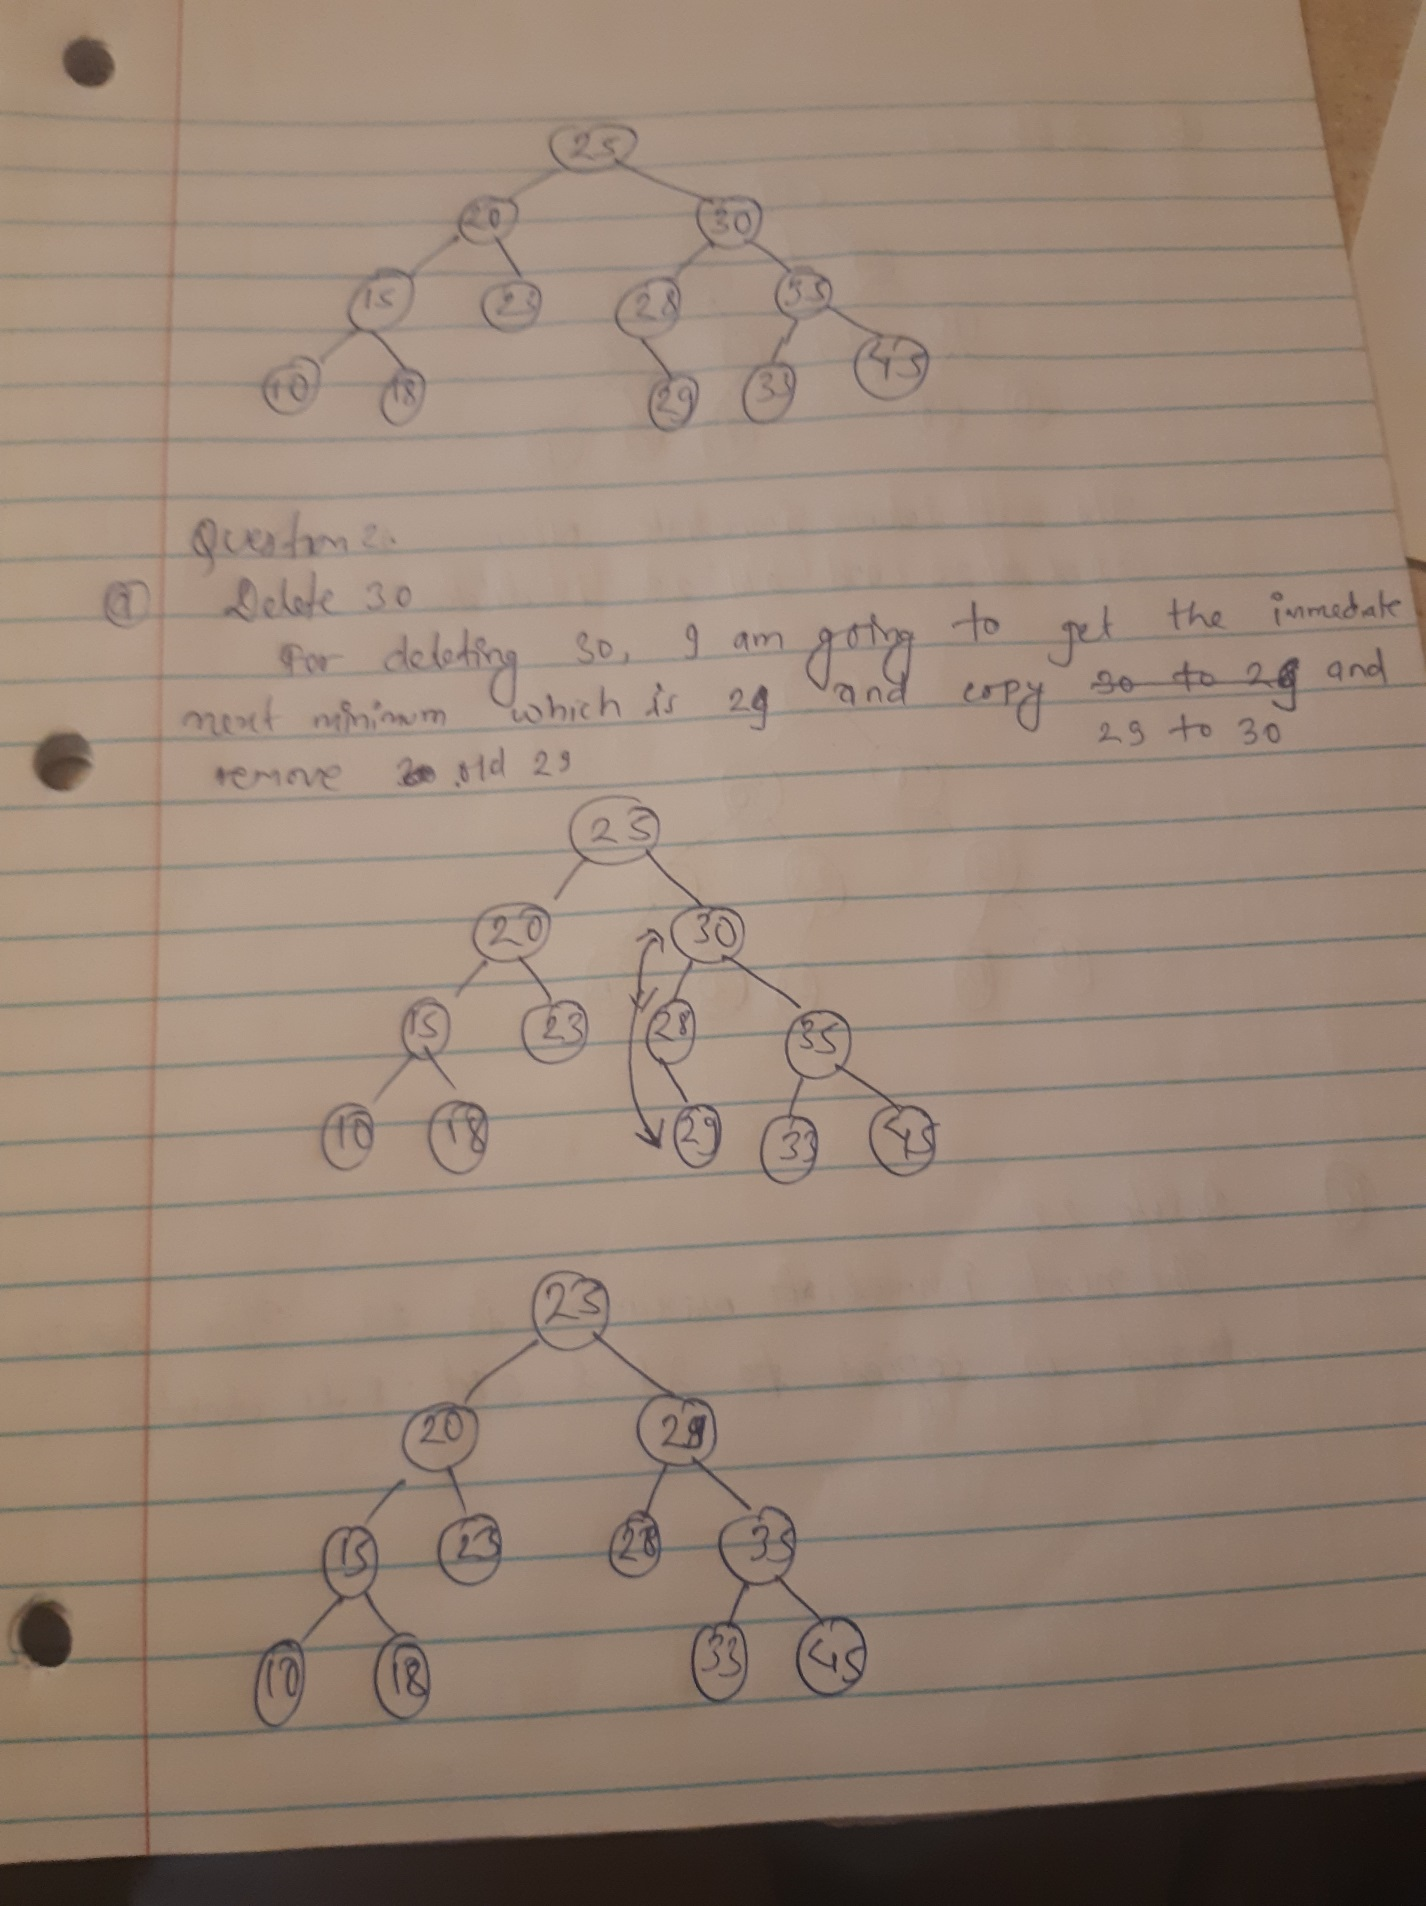 25
20 30
15 23 28 35
10 18 29 33 45
Question 2.
(a) Delete 30
For deleting 30, I am going to get the immediate
next minimum which is 29 and copy 30 to 29 and
29 to 30
remove old 29
25
20 30
15 23 28 35
10 18 29 33 45
25
20 29
15 23 28 35
10 18 33 45